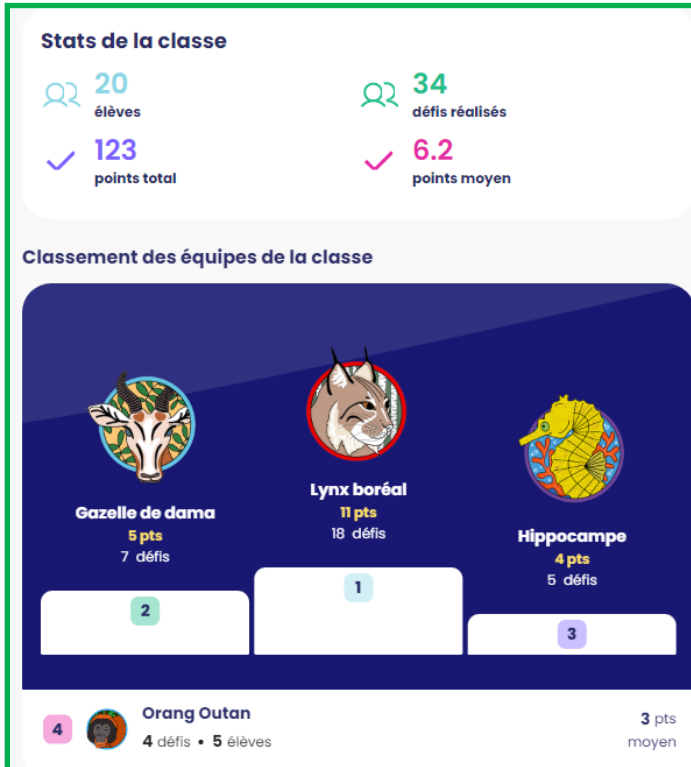 Stats de la classe
20
élèves
34
défis réalisés
123
points total
6.2
points moyen
Classement des équipes de la classe
Gazelle de dama
5 pts
7 défis
2
Lynx boréal
11 pts
18 défis
1
Hippocampe
4 pts
5 défis
3
4
Orang Outan
4 défis • 5 élèves
3 pts
moyen